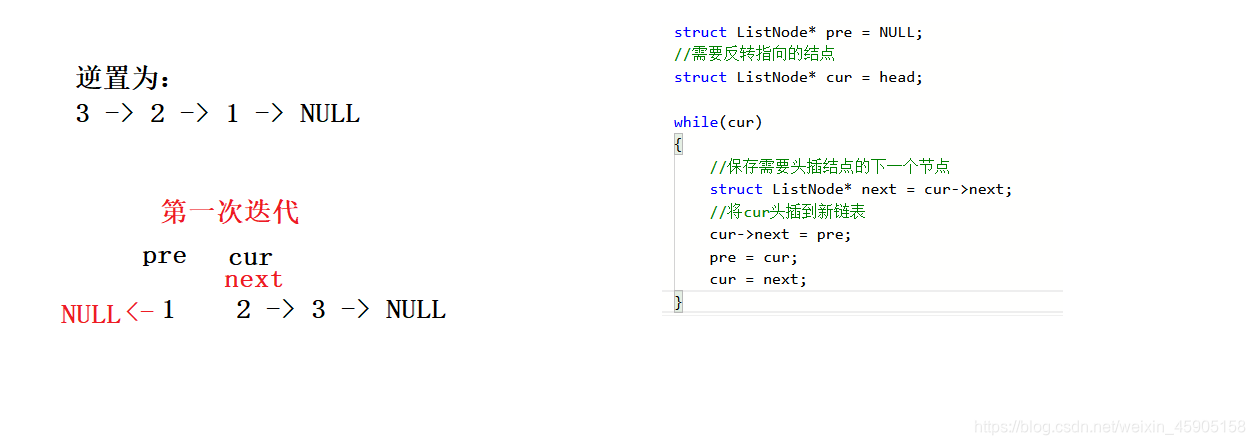 逆置为：
3 -> 2 -> 1 -> NULL
第一次迭代
pre cur
next
NULL<-1 2 -> 3 -> NULL
struct ListNode* pre = NULL;
//需要反转指向的结点
struct ListNode* cur = head;
while(cur)
{
//保存需要头插结点的下一个节点
struct ListNode* next = cur->next;
//将cur头插到新链表
cur->next = pre;
pre = cur;
cur = next;
}
https://blog.csdn.net/weixin_45905158